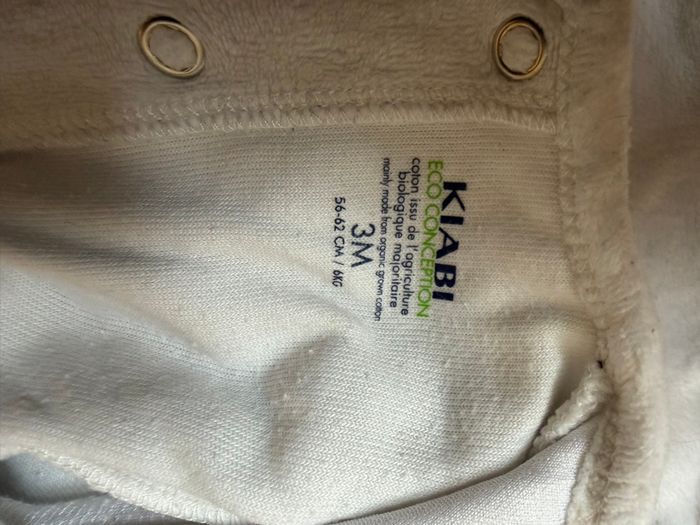 KIABI
ECO CONCEPTION
coton issu de l'agriculture
biologique majoritaire
mainly made from organic grown cotton
3M
56-62 CM / 6KG